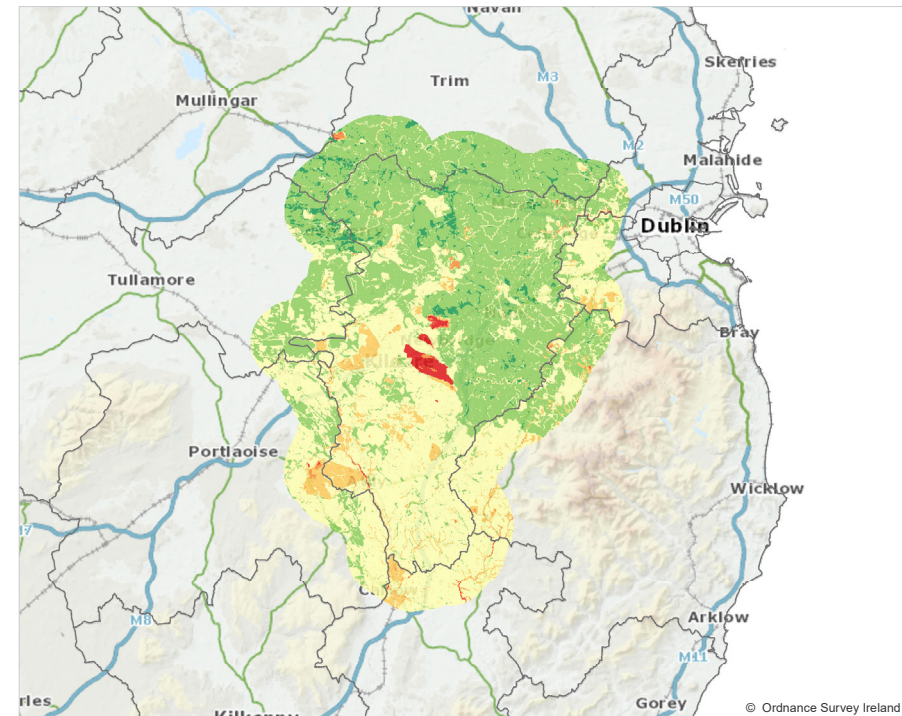 Navan
Skerries
M3
Trim
Mullingar
M2
Malahide
M50
Dublin
Tullamore
Bray
Portlaoise
Wicklow
M8
Arklow
M11
Gorey
Kilkenny
© Ordnance Survey Ireland